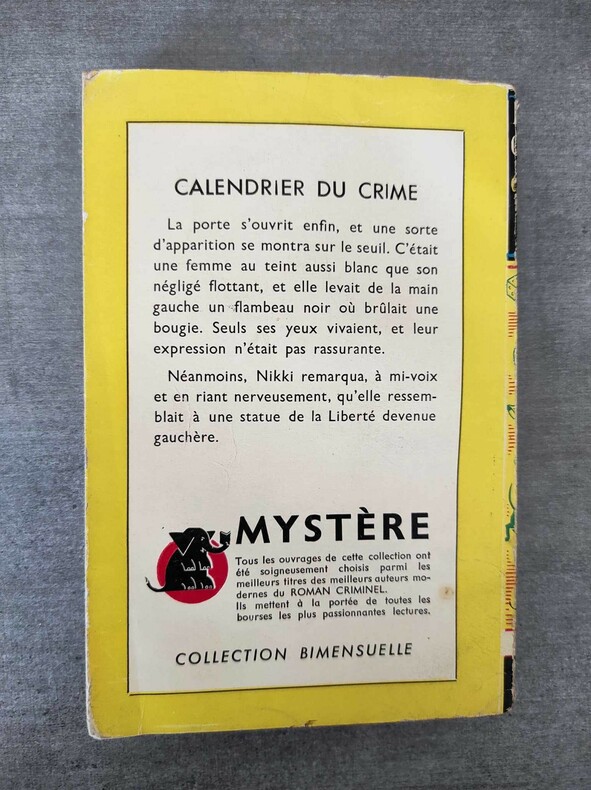 CALENDRIER DU CRIME
La porte s'ouvrit enfin, et une sorte
d'apparition se montra sur le seuil. C'était
une femme au teint aussi blanc que son
négligé flottant, et elle levait de la main
gauche un flambeau noir où brûlait une
bougie. Seuls ses yeux vivaient, et leur
expression n'était pas rassurante.
Néanmoins, Nikki remarqua, à mi-voix
et en riant nerveusement, qu'elle ressem-
blait à une statue de la Liberté devenue
gauchère.
MYSTÈRE
Tous les ouvrages de cette collection ont
été soigneusement choisis parmi les
meilleurs titres des meilleurs auteurs mo-
dernes du ROMAN CRIMINEL.
Ils mettent à la portée de toutes les
bourses les plus passionnantes lectures.
COLLECTION BIMENSUELLE